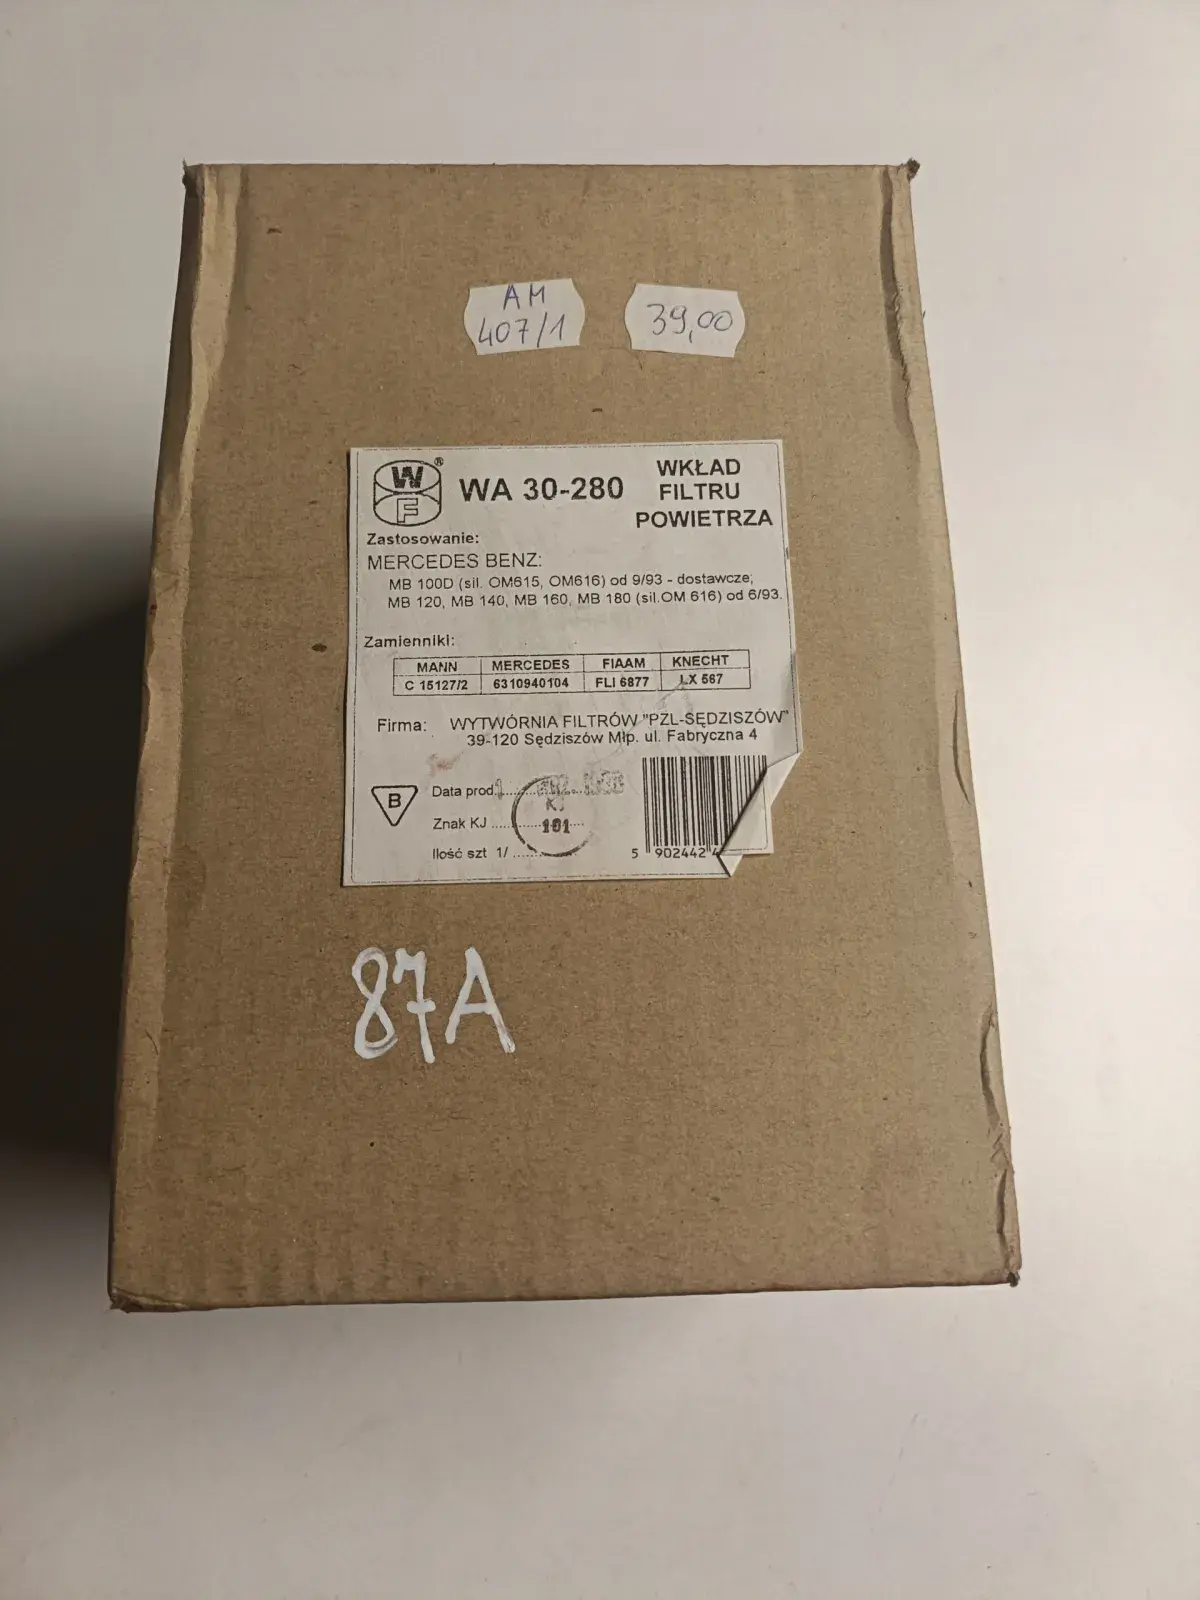 AM
407/1
39,00
WF®
WA 30-280
WKŁAD
FILTRU
POWIETRZA
Zastosowanie:
MERCEDES BENZ:
MB 100D (sil. OM615, OM616) od 9/93 - dostawcze;
MB 120, MB 140, MB 160, MB 180 (sil.OM 616) od 6/93.
Zamienniki:
MANN MERCEDES FIAAM KNECHT
C 15127/2 6310940104 FLI 6877 LX 567
Firma: WYTWÓRNIA FILTRÓW "PZL-SĘDZISZÓW"
39-120 Sędziszów Młp. ul. Fabryczna 4
B
Data prod.
KJ
Znak KJ 101
Ilość szt 1/
5 902442 4
87A